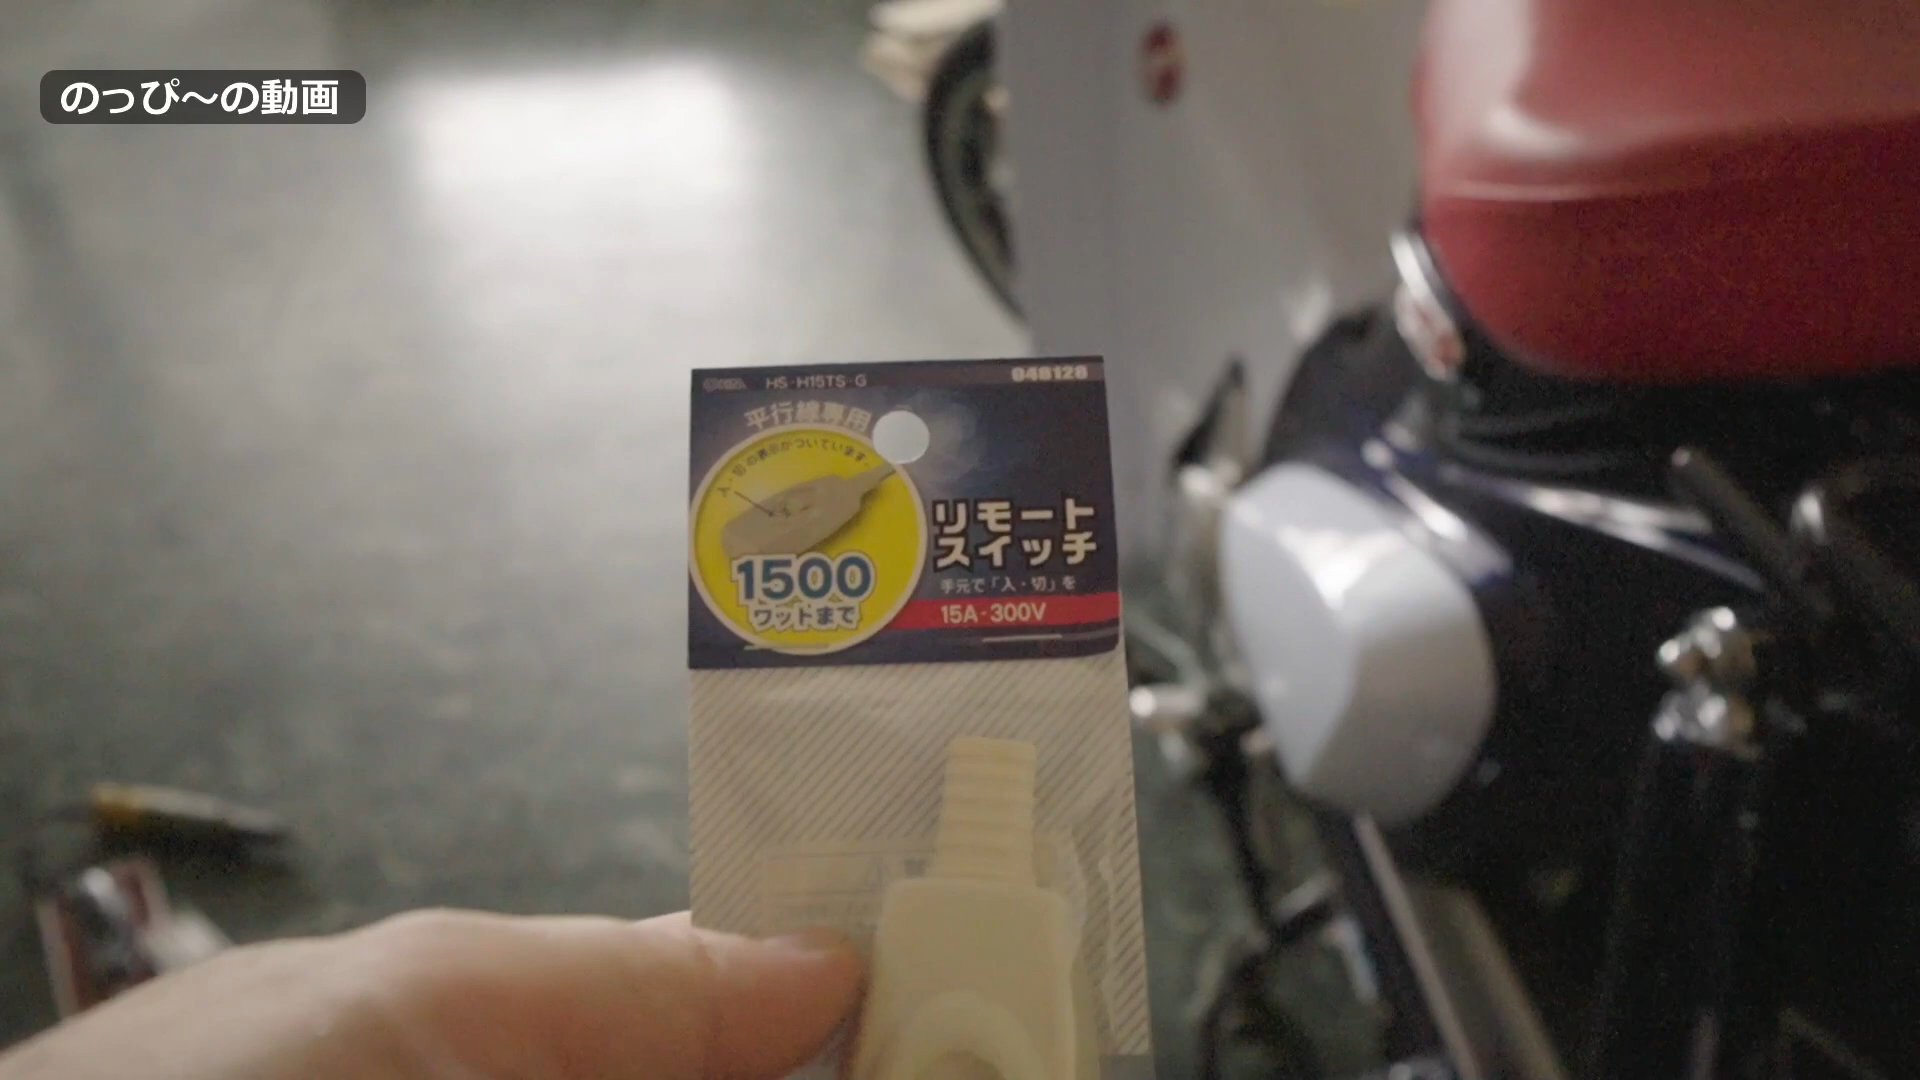 のっぴ～の動画
HS-H15TS-G
平行線専用
入・切の表示がついています
1500
ワットまで
リモート
スイッチ
手元で「入・切」を
15A-300V